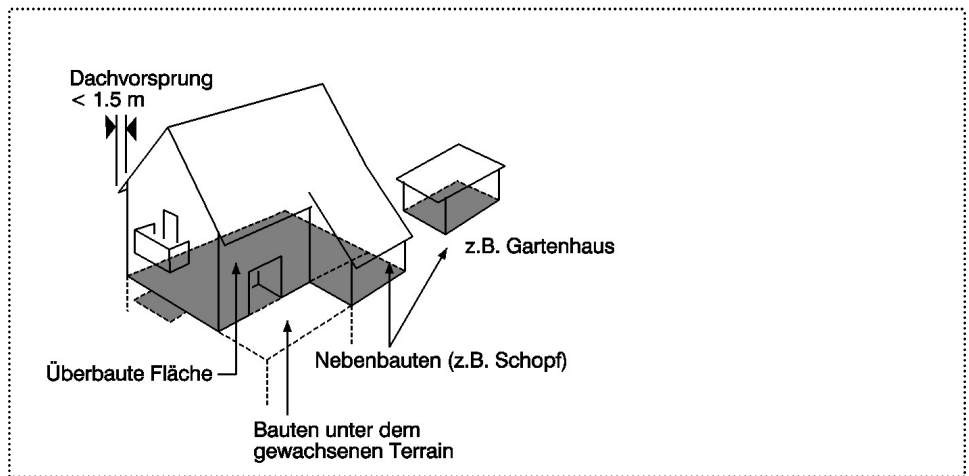 Dachvorsprung
< 1.5 m
z.B. Gartenhaus
Nebenbauten (z.B. Schopf)
Überbaute Fläche
Bauten unter dem
gewachsenen Terrain